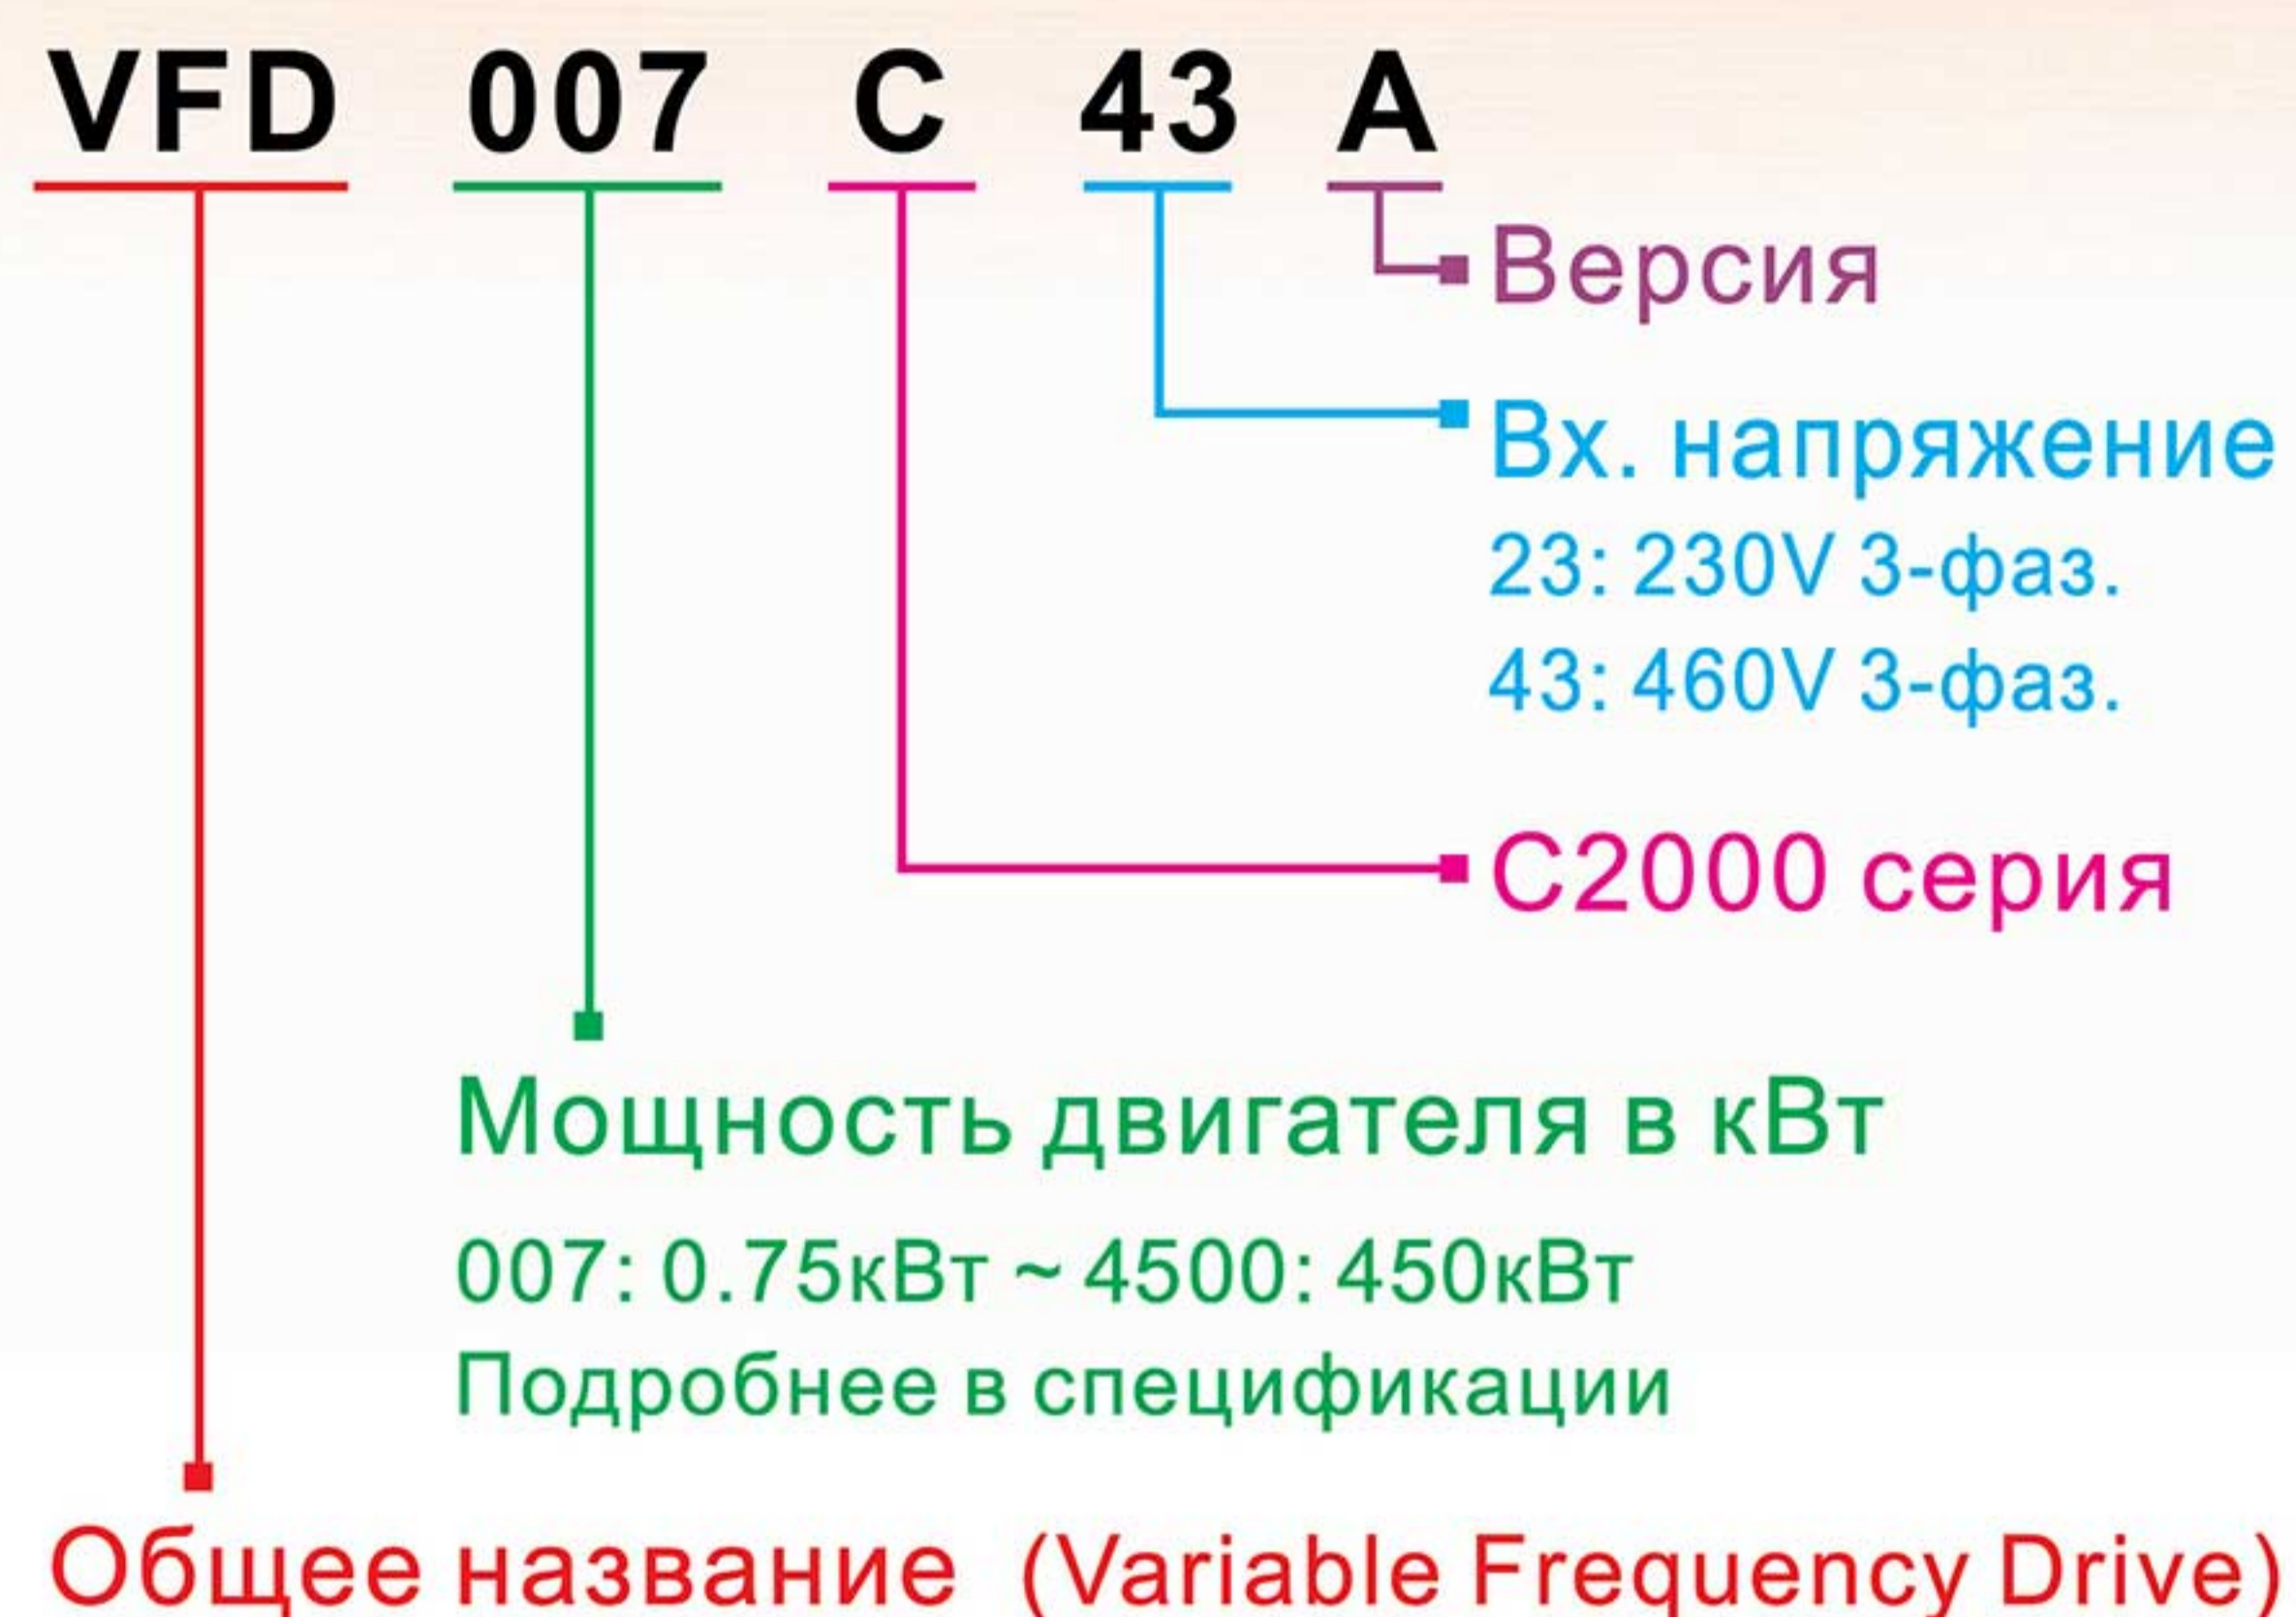 VFD 007 C 43 A
Версия
Вх. напряжение
23: 230V 3-фаз.
43: 460V 3-фаз.
C2000 серия
Мощность двигателя в кВт
007: 0.75кВт ~ 4500: 450кВт
Подробнее в спецификации
Общее название (Variable Frequency Drive)